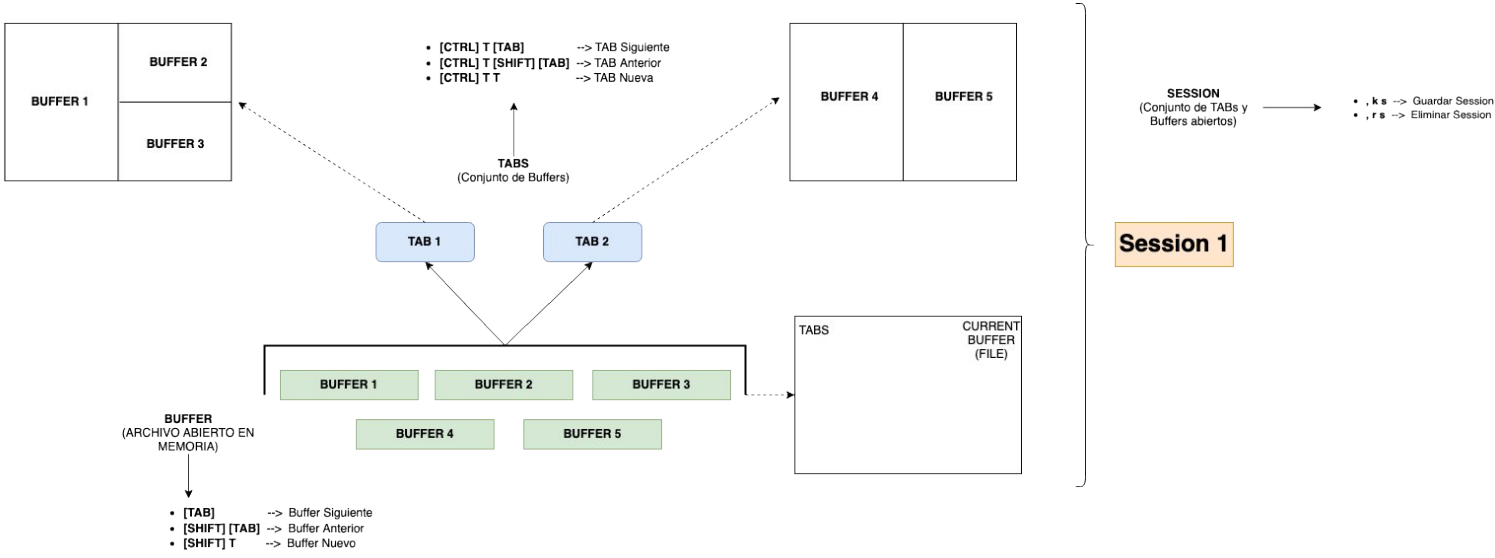 BUFFER 1
BUFFER 2
BUFFER 3
[CTRL] T [TAB] --> TAB Siguiente
[CTRL] T [SHIFT] [TAB] --> TAB Anterior
[CTRL] T T --> TAB Nueva
TABS
(Conjunto de Buffers)
BUFFER 4
BUFFER 5
SESSION
(Conjunto de TABs y
Buffers abiertos)
, k s --> Guardar Session
, r s --> Eliminar Session
TAB 1
TAB 2
Session 1
BUFFER 1
BUFFER 2
BUFFER 3
BUFFER 4
BUFFER 5
TABS
CURRENT
BUFFER
(FILE)
BUFFER
(ARCHIVO ABIERTO EN
MEMORIA)
[TAB] --> Buffer Siguiente
[SHIFT] [TAB] --> Buffer Anterior
[SHIFT] T --> Buffer Nuevo